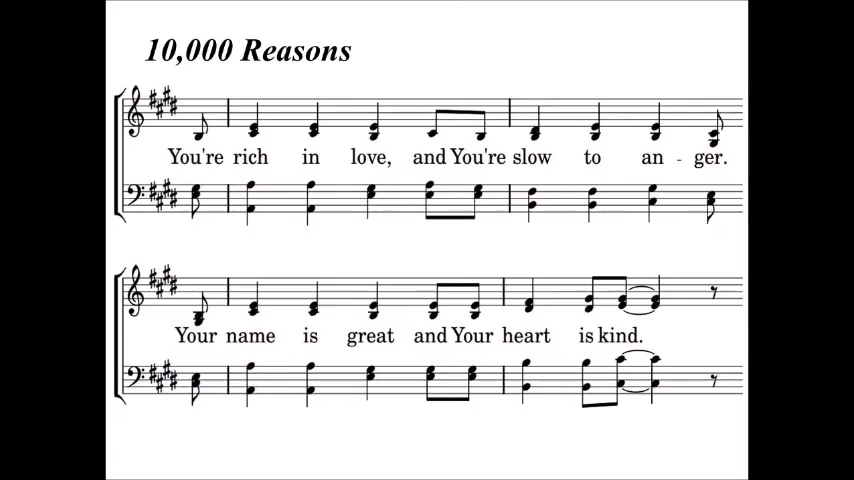 10,000 Reasons
You're rich in love, and You're slow to an - ger.
Your name is great and Your heart is kind.